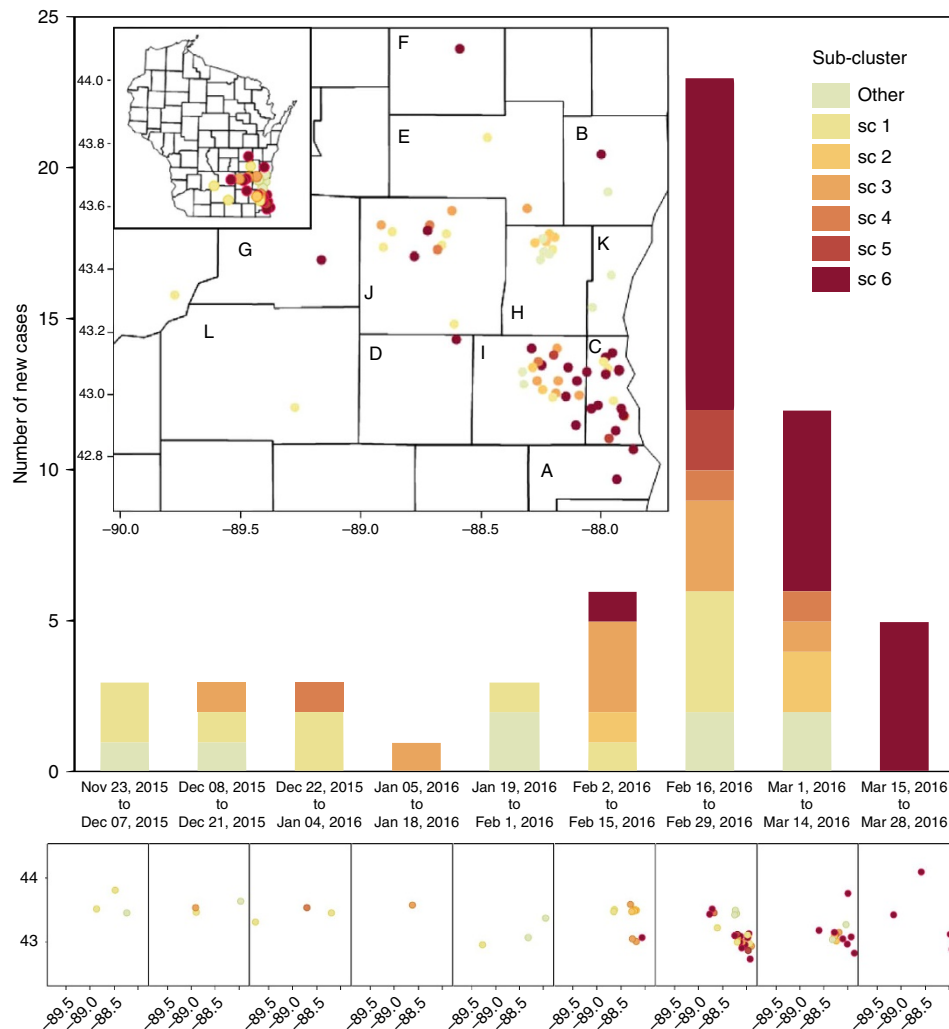 25
20
15
10
5
0
Number of new cases
44.0
43.8
43.6
43.4
43.2
43.0
42.8
–90.0
–89.5
–89.0
–88.5
–88.0
F
E
B
G
J
K
H
L
D
I
C
A
Sub-cluster
Other
sc 1
sc 2
sc 3
sc 4
sc 5
sc 6
Nov 23, 2015
to
Dec 07, 2015
Dec 08, 2015
to
Dec 21, 2015
Dec 22, 2015
to
Jan 04, 2016
Jan 05, 2016
to
Jan 18, 2016
Jan 19, 2016
to
Feb 1, 2016
Feb 2, 2016
to
Feb 15, 2016
Feb 16, 2016
to
Feb 29, 2016
Mar 1, 2016
to
Mar 14, 2016
Mar 15, 2016
to
Mar 28, 2016
44
43
–89.5
–89.0
–88.5
–89.5
–89.0
–88.5
–89.5
–89.0
–88.5
–89.5
–89.0
–88.5
–89.5
–89.0
–88.5
–89.5
–89.0
–88.5
–89.5
–89.0
–88.5
–89.5
–89.0
–88.5
–89.5
–89.0
–88.5